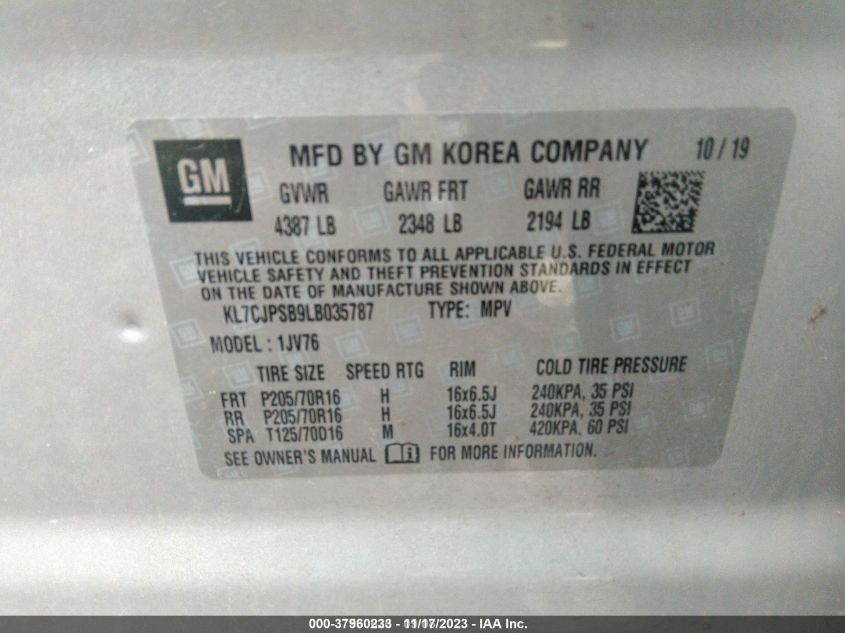 GM
MFD BY GM KOREA COMPANY 10 / 19
GVWR GAWR FRT GAWR RR
4387 LB 2348 LB 2194 LB
THIS VEHICLE CONFORMS TO ALL APPLICABLE U.S. FEDERAL MOTOR
VEHICLE SAFETY AND THEFT PREVENTION STANDARDS IN EFFECT
ON THE DATE OF MANUFACTURE SHOWN ABOVE.
KL7CJPSB9LB035787 TYPE: MPV
MODEL : 1JV76
TIRE SIZE SPEED RTG RIM COLD TIRE PRESSURE
FRT P205/70R16 H 16x6.5J 240KPA, 35 PSI
RR P205/70R16 H 16x6.5J 240KPA, 35 PSI
SPA T125/70D16 M 16x4.0T 420KPA, 60 PSI
SEE OWNER'S MANUAL i FOR MORE INFORMATION.
000-37960233 - 11/17/2023 - IAA Inc.